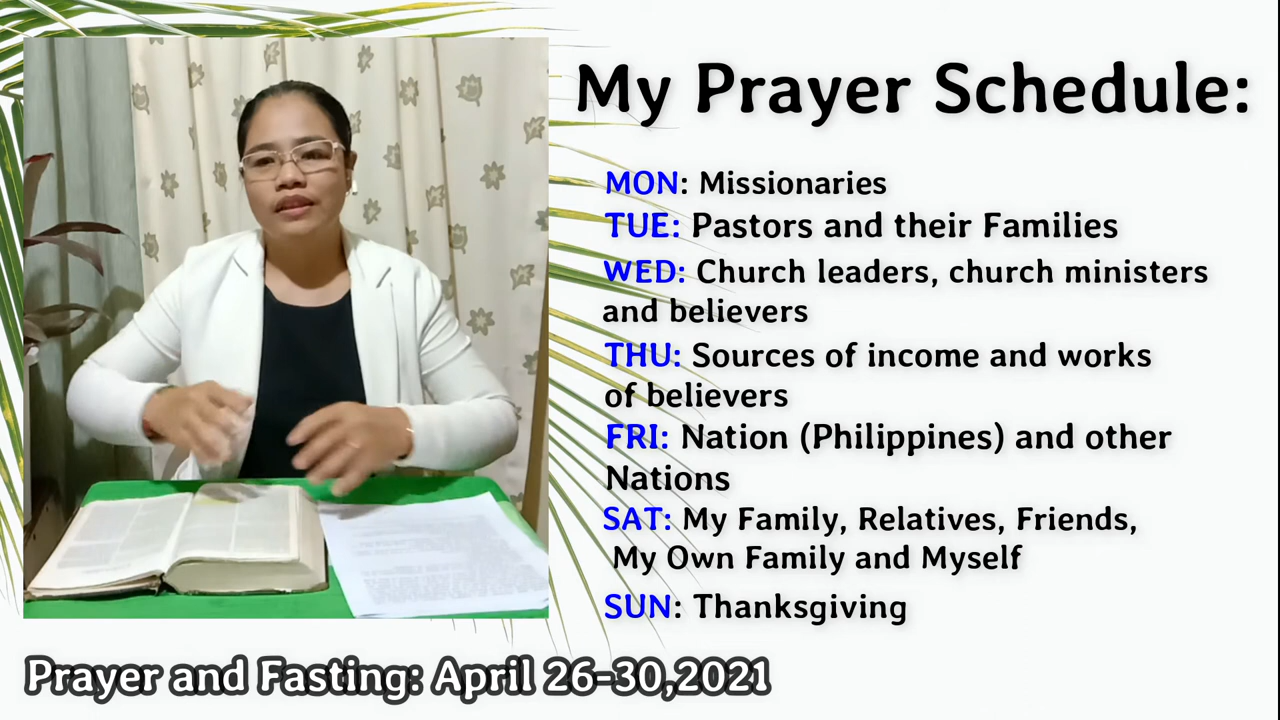 My Prayer Schedule:
MON: Missionaries
TUE: Pastors and their Families
WED: Church leaders, church ministers
and believers
THU: Sources of income and works
of believers
FRI: Nation (Philippines) and other
Nations
SAT: My Family, Relatives, Friends,
My Own Family and Myself
SUN: Thanksgiving
Prayer and Fasting: April 26-30,2021